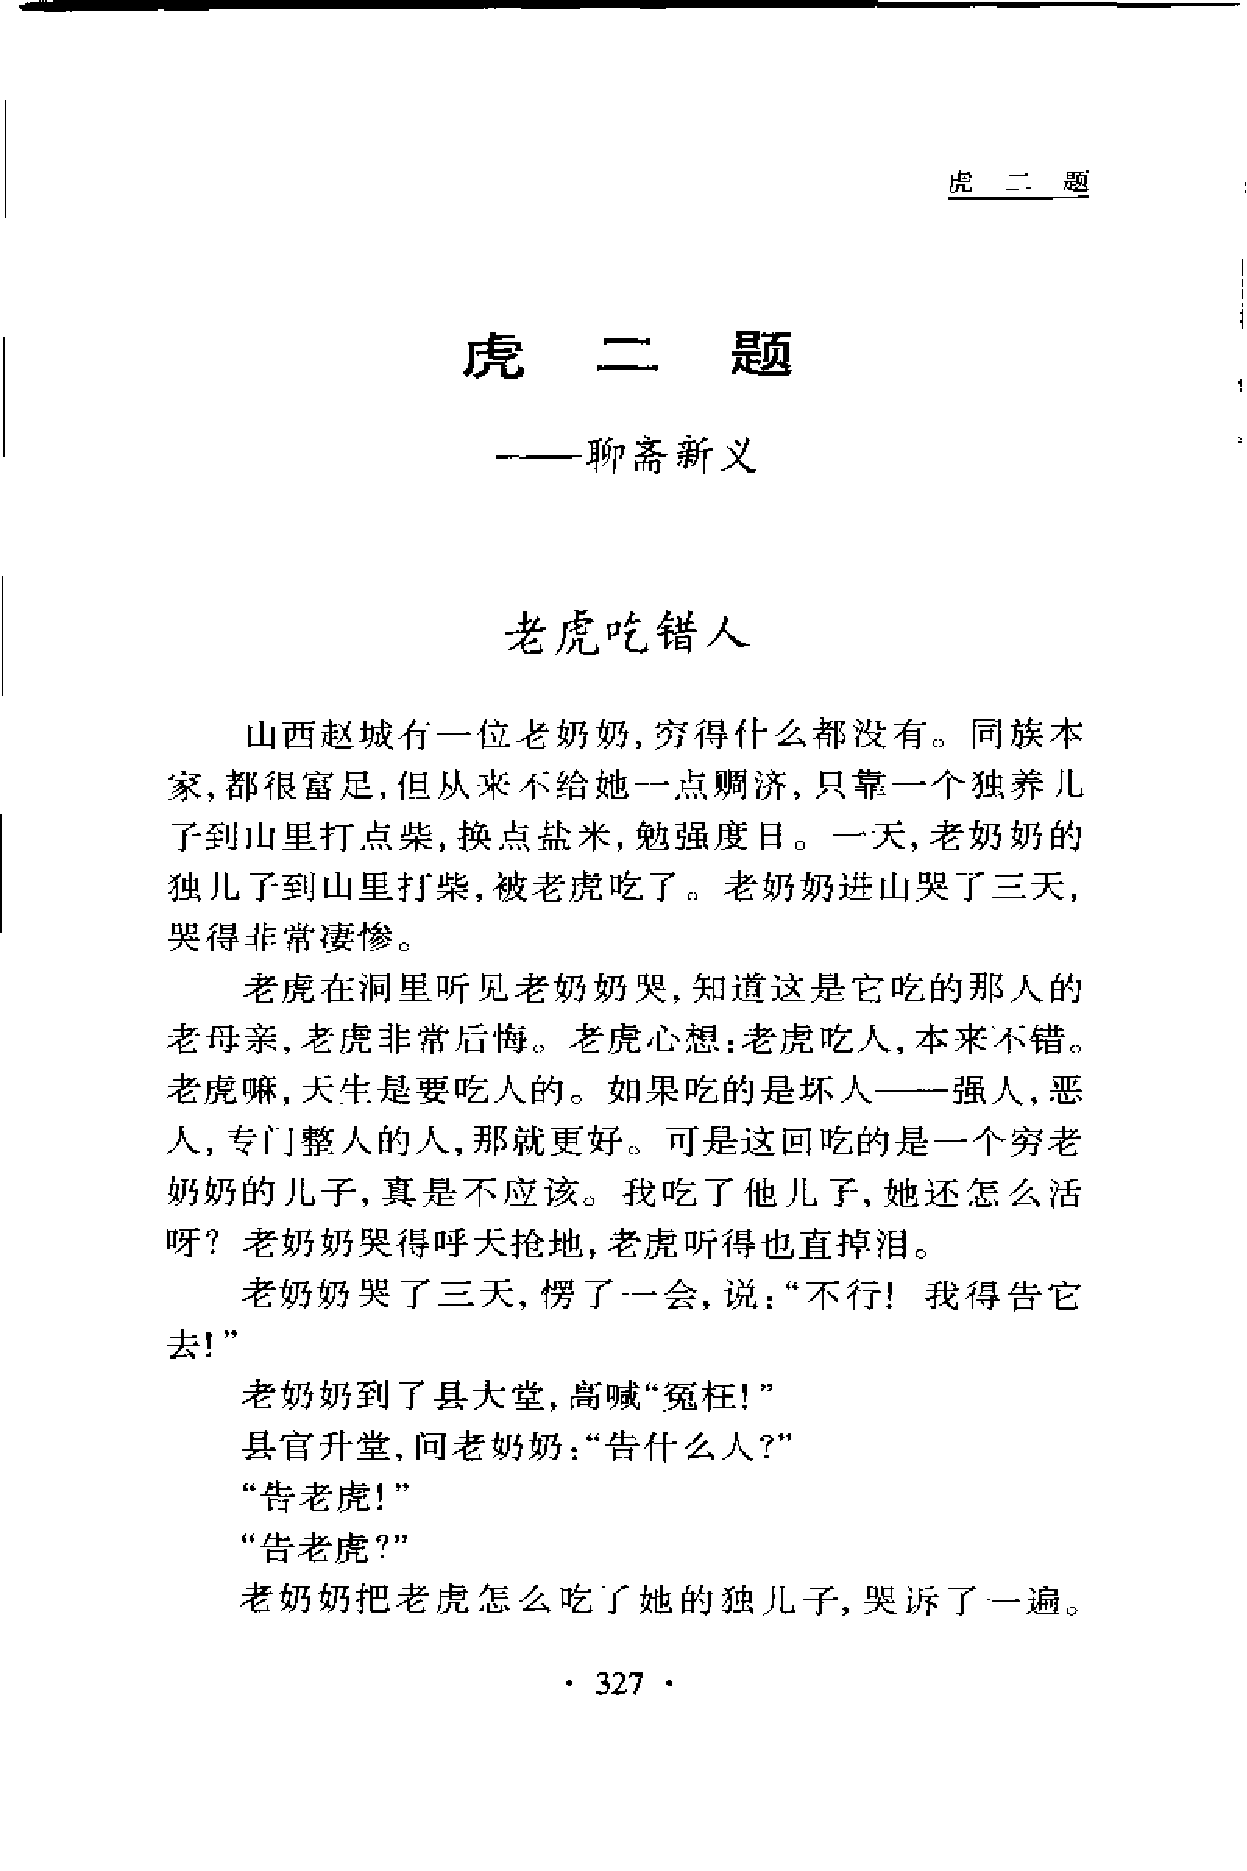 虎 二 题
虎 二 题
——聊斋新义
老虎吃错人
山西赵城有一位老奶奶,穷得什么都没有。同族本
家,都很富足,但从来不给她一点赒济,只靠一个独养儿
子到山里打点柴,换点盐米,勉强度日。一天,老奶奶的
独儿子到山里打柴,被老虎吃了。老奶奶进山哭了三天,
哭得非常凄惨。
老虎在洞里听见老奶奶哭,知道这是它吃的那人的
老母亲,老虎非常后悔。老虎心想:老虎吃人,本来不错。
老虎嘛,天生是要吃人的。如果吃的是坏人——强人,恶
人,专门整人的人,那就更好。可是这回吃的是一个穷老
奶奶的儿子,真是不应该。我吃了他儿子,她还怎么活
呀? 老奶奶哭得呼天抢地,老虎听得也直掉泪。
老奶奶哭了三天,愣了一会,说:“不行! 我得告它
去!”
老奶奶到了县大堂,高喊“冤枉!”
县官升堂,问老奶奶:“告什么人?”
“告老虎!”
“告老虎?”
老奶奶把老虎怎么吃了她的独儿子,哭诉了一遍。
· 327 ·